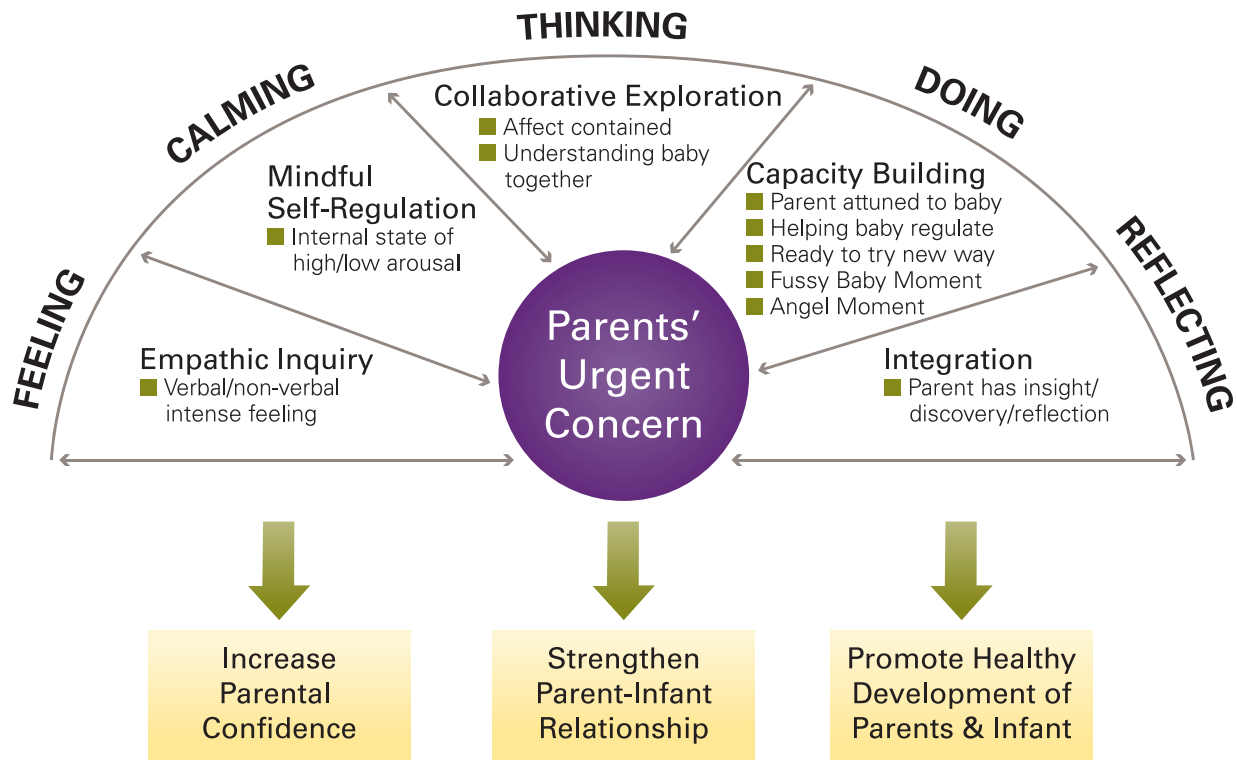 THINKING
CALMING
DOING
FEELING
REFLECTING
Collaborative Exploration
Affect contained
Understanding baby
together
Mindful
Self-Regulation
Internal state of
high/low arousal
Capacity Building
Parent attuned to baby
Helping baby regulate
Ready to try new way
Fussy Baby Moment
Angel Moment
Empathic Inquiry
Verbal/non-verbal
intense feeling
Parents’
Urgent
Concern
Integration
Parent has insight/
discovery/reflection
Increase
Parental
Confidence
Strengthen
Parent-Infant
Relationship
Promote Healthy
Development of
Parents & Infant